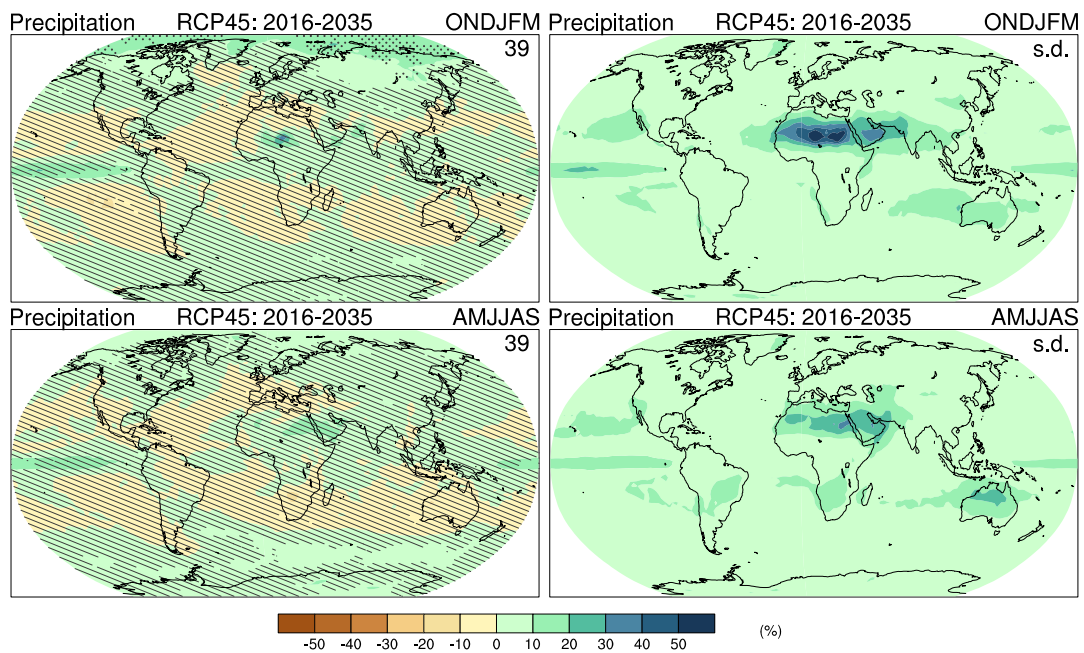 Precipitation RCP45: 2016-2035 ONDJFM
39
Precipitation RCP45: 2016-2035 ONDJFM
s.d.
Precipitation RCP45: 2016-2035 AMJJAS
39
Precipitation RCP45: 2016-2035 AMJJAS
s.d.
-50 -40 -30 -20 -10 0 10 20 30 40 50 (%)